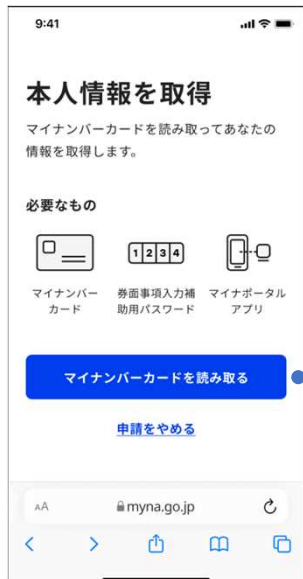 9:41
本人情報を取得
マイナンバーカードを読み取ってあなたの
情報を取得します。
必要なもの
1 2 3 4
マイナンバー
カード
券面事項入力補
助用パスワード
マイナポータル
アプリ
マイナンバーカードを読み取る
申請をやめる
AA myna.go.jp